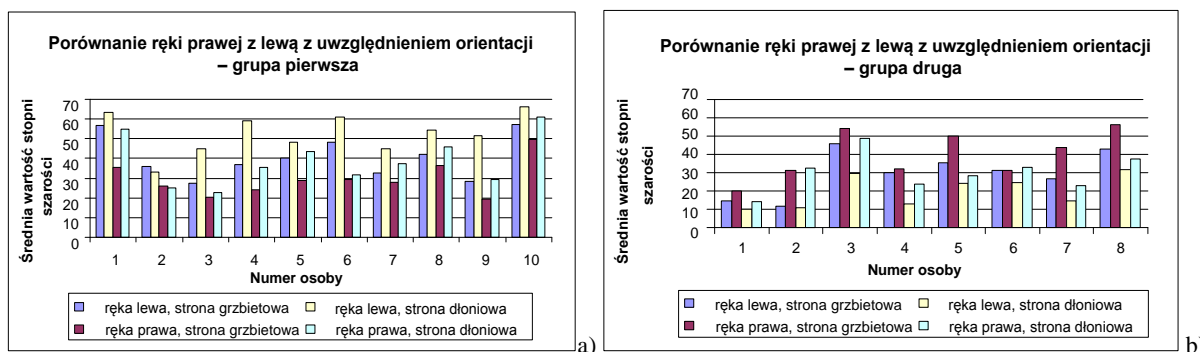 Porównanie ręki prawej z lewą z uwzględnieniem orientacji
– grupa pierwsza
Średnia wartość stopni
szarości
70
60
50
40
30
20
10
0
1 2 3 4 5 6 7 8 9 10
Numer osoby
ręka lewa, strona grzbietowa
ręka lewa, strona dłoniowa
ręka prawa, strona grzbietowa
ręka prawa, strona dłoniowa
a)
Porównanie ręki prawej z lewą z uwzględnieniem orientacji
– grupa druga
Średnia wartość stopni
szarości
70
60
50
40
30
20
10
0
1 2 3 4 5 6 7 8
Numer osoby
ręka lewa, strona grzbietowa
ręka lewa, strona dłoniowa
ręka prawa, strona grzbietowa
ręka prawa, strona dłoniowa
b